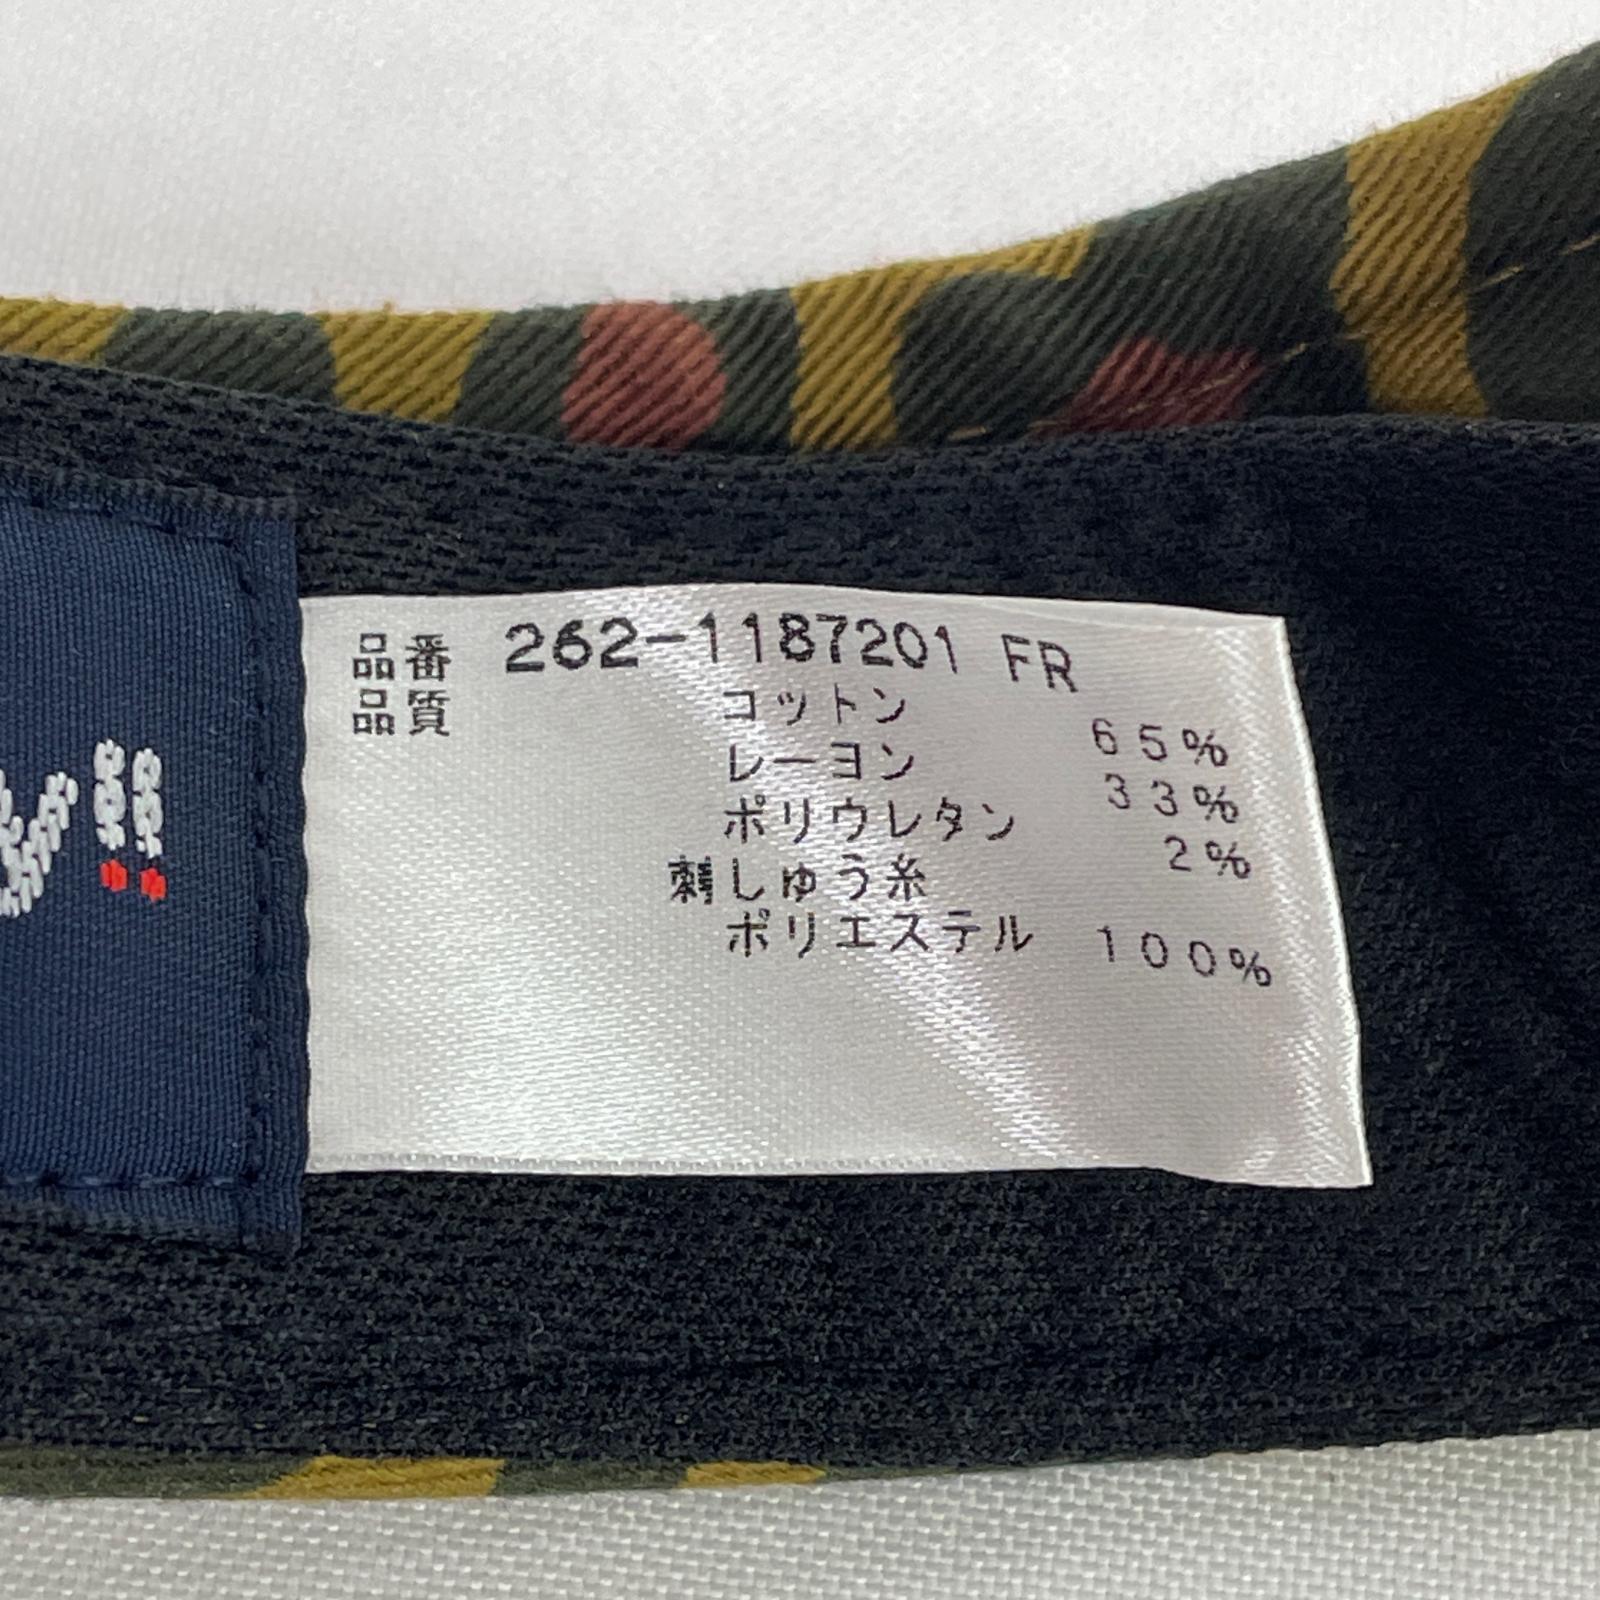 品番 262-1187201 FR
品質
コットン 65%
レーヨン 33%
ポリウレタン 2%
刺しゅう糸
ポリエステル 100%